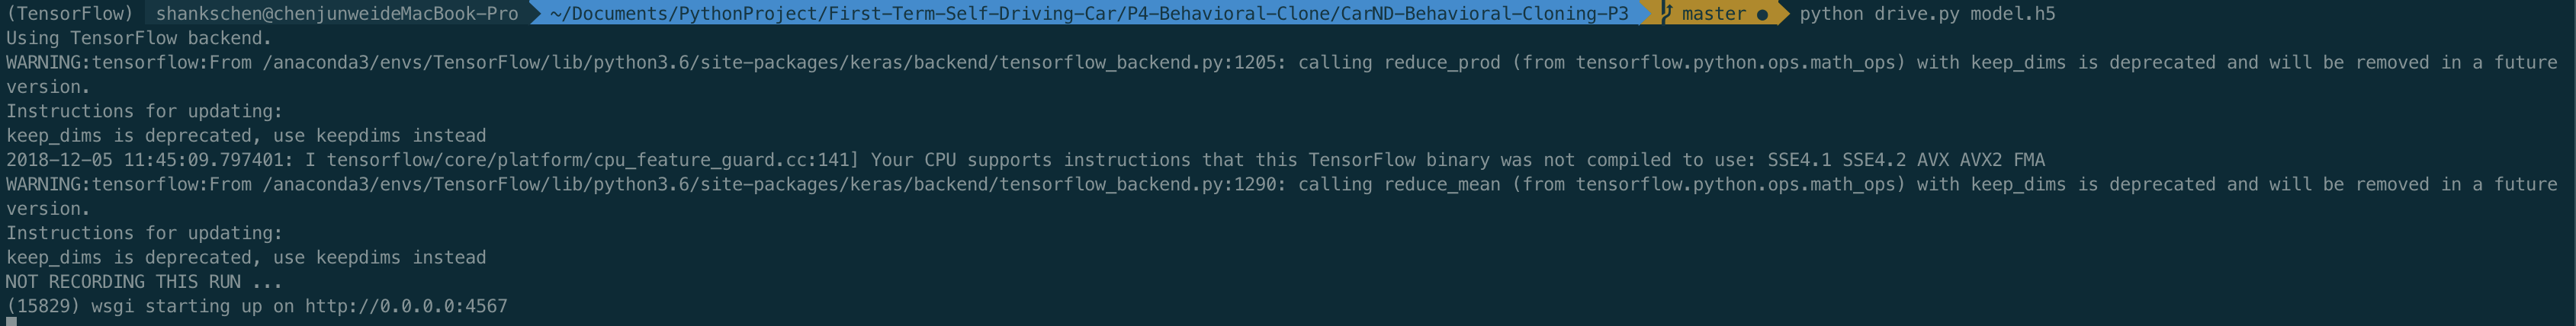 (TensorFlow) shankschen@chenjunweideMacBook-Pro ~/Documents/PythonProject/First-Term-Self-Driving-Car/P4-Behavioral-Clone/CarND-Behavioral-Cloning-P3 master ● python drive.py model.h5
Using TensorFlow backend.
WARNING:tensorflow:From /anaconda3/envs/TensorFlow/lib/python3.6/site-packages/keras/backend/tensorflow_backend.py:1205: calling reduce_prod (from tensorflow.python.ops.math_ops) with keep_dims is deprecated and will be removed in a future
version.
Instructions for updating:
keep_dims is deprecated, use keepdims instead
2018-12-05 11:45:09.797401: I tensorflow/core/platform/cpu_feature_guard.cc:141] Your CPU supports instructions that this TensorFlow binary was not compiled to use: SSE4.1 SSE4.2 AVX AVX2 FMA
WARNING:tensorflow:From /anaconda3/envs/TensorFlow/lib/python3.6/site-packages/keras/backend/tensorflow_backend.py:1290: calling reduce_mean (from tensorflow.python.ops.math_ops) with keep_dims is deprecated and will be removed in a future
version.
Instructions for updating:
keep_dims is deprecated, use keepdims instead
NOT RECORDING THIS RUN ...
(15829) wsgi starting up on http://0.0.0.0:4567